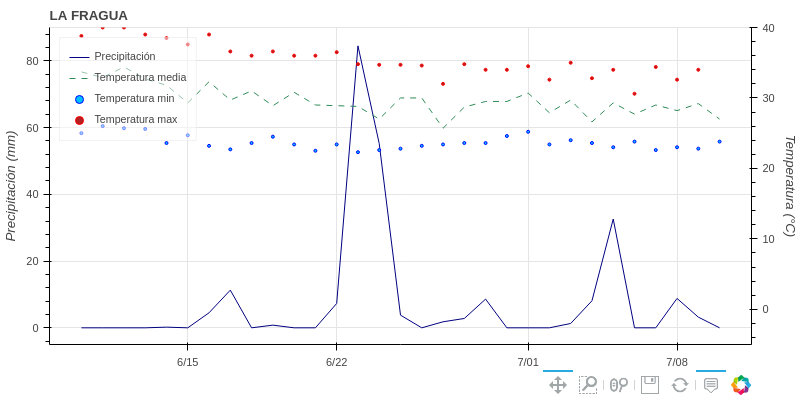 LA FRAGUA
Precipitación
Temperatura media
Temperatura min
Temperatura max
Precipitación (mm)
80
60
40
20
0
Temperatura (°C)
40
30
20
10
0
6/15
6/22
7/01
7/08